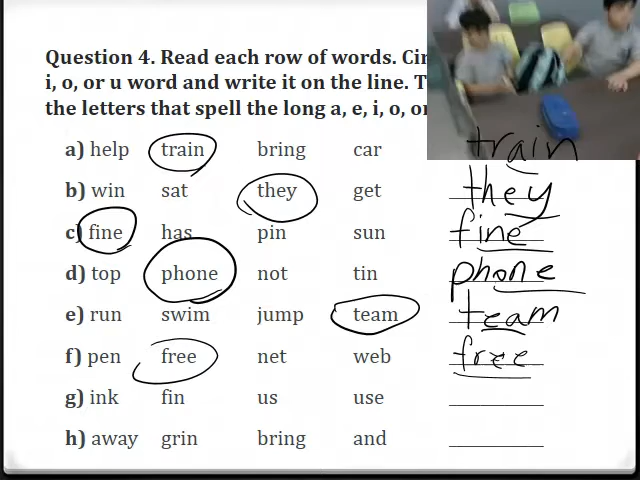 Question 4. Read each row of words. Cir
i, o, or u word and write it on the line. T
the letters that spell the long a, e, i, o, or
a) help train bring car train
b) win sat they get they
c) fine has pin sun fine
d) top phone not tin phone
e) run swim jump team team
f) pen free net web free
g) ink fin us use
h) away grin bring and